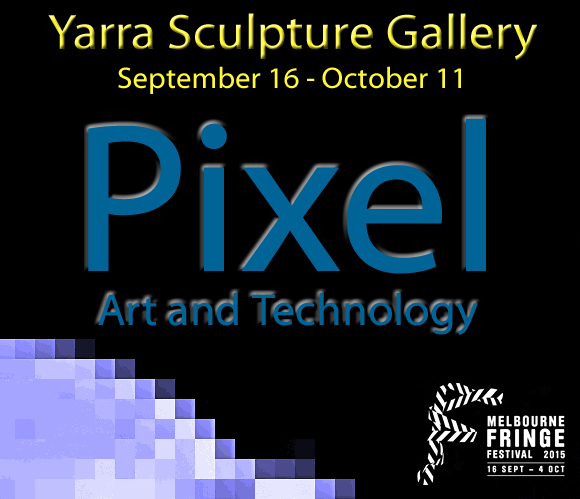 Yarra Sculpture Gallery
September 16 - October 11
Pixel
Art and Technology
MELBOURNE
FRINGE
FESTIVAL 2015
16 SEPT – 4 OCT